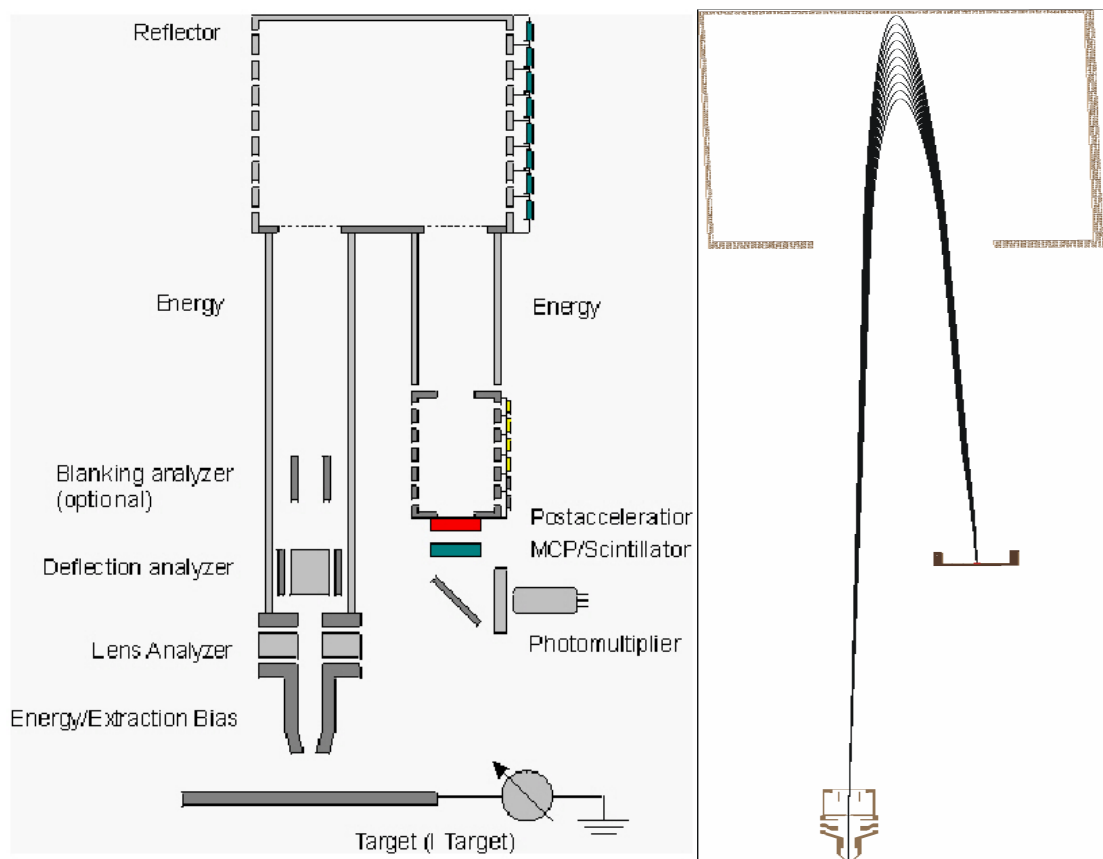 Reflector
Energy
Energy
Blanking analyzer
(optional)
Postacceleratior
MCP/Scintillator
Deflection analyzer
Photomultiplier
Lens Analyzer
Energy/Extraction Bias
Target (I Target)